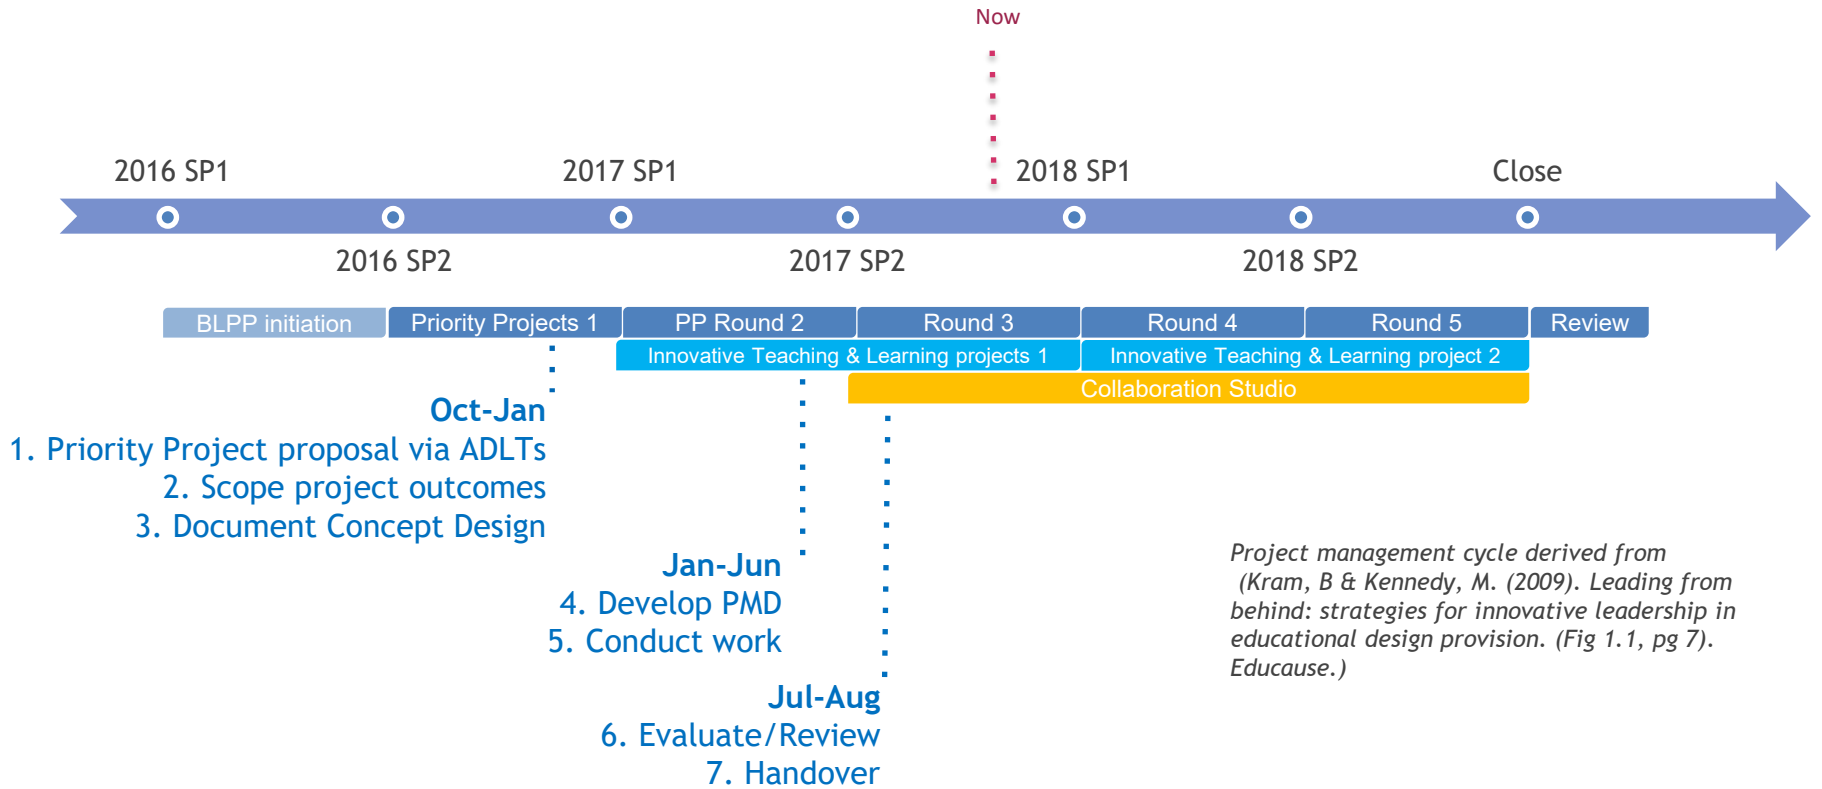 Now
2016 SP1
2017 SP1
2018 SP1
Close
2016 SP2
2017 SP2
2018 SP2
BLPP initiation
Priority Projects 1
PP Round 2
Round 3
Round 4
Round 5
Review
Innovative Teaching & Learning projects 1
Innovative Teaching & Learning project 2
Collaboration Studio
Oct-Jan
1. Priority Project proposal via ADLTs
2. Scope project outcomes
3. Document Concept Design
Jan-Jun
4. Develop PMD
5. Conduct work
Jul-Aug
6. Evaluate/Review
7. Handover
Project management cycle derived from
(Kram, B & Kennedy, M. (2009). Leading from
behind: strategies for innovative leadership in
educational design provision. (Fig 1.1, pg 7).
Educause.)